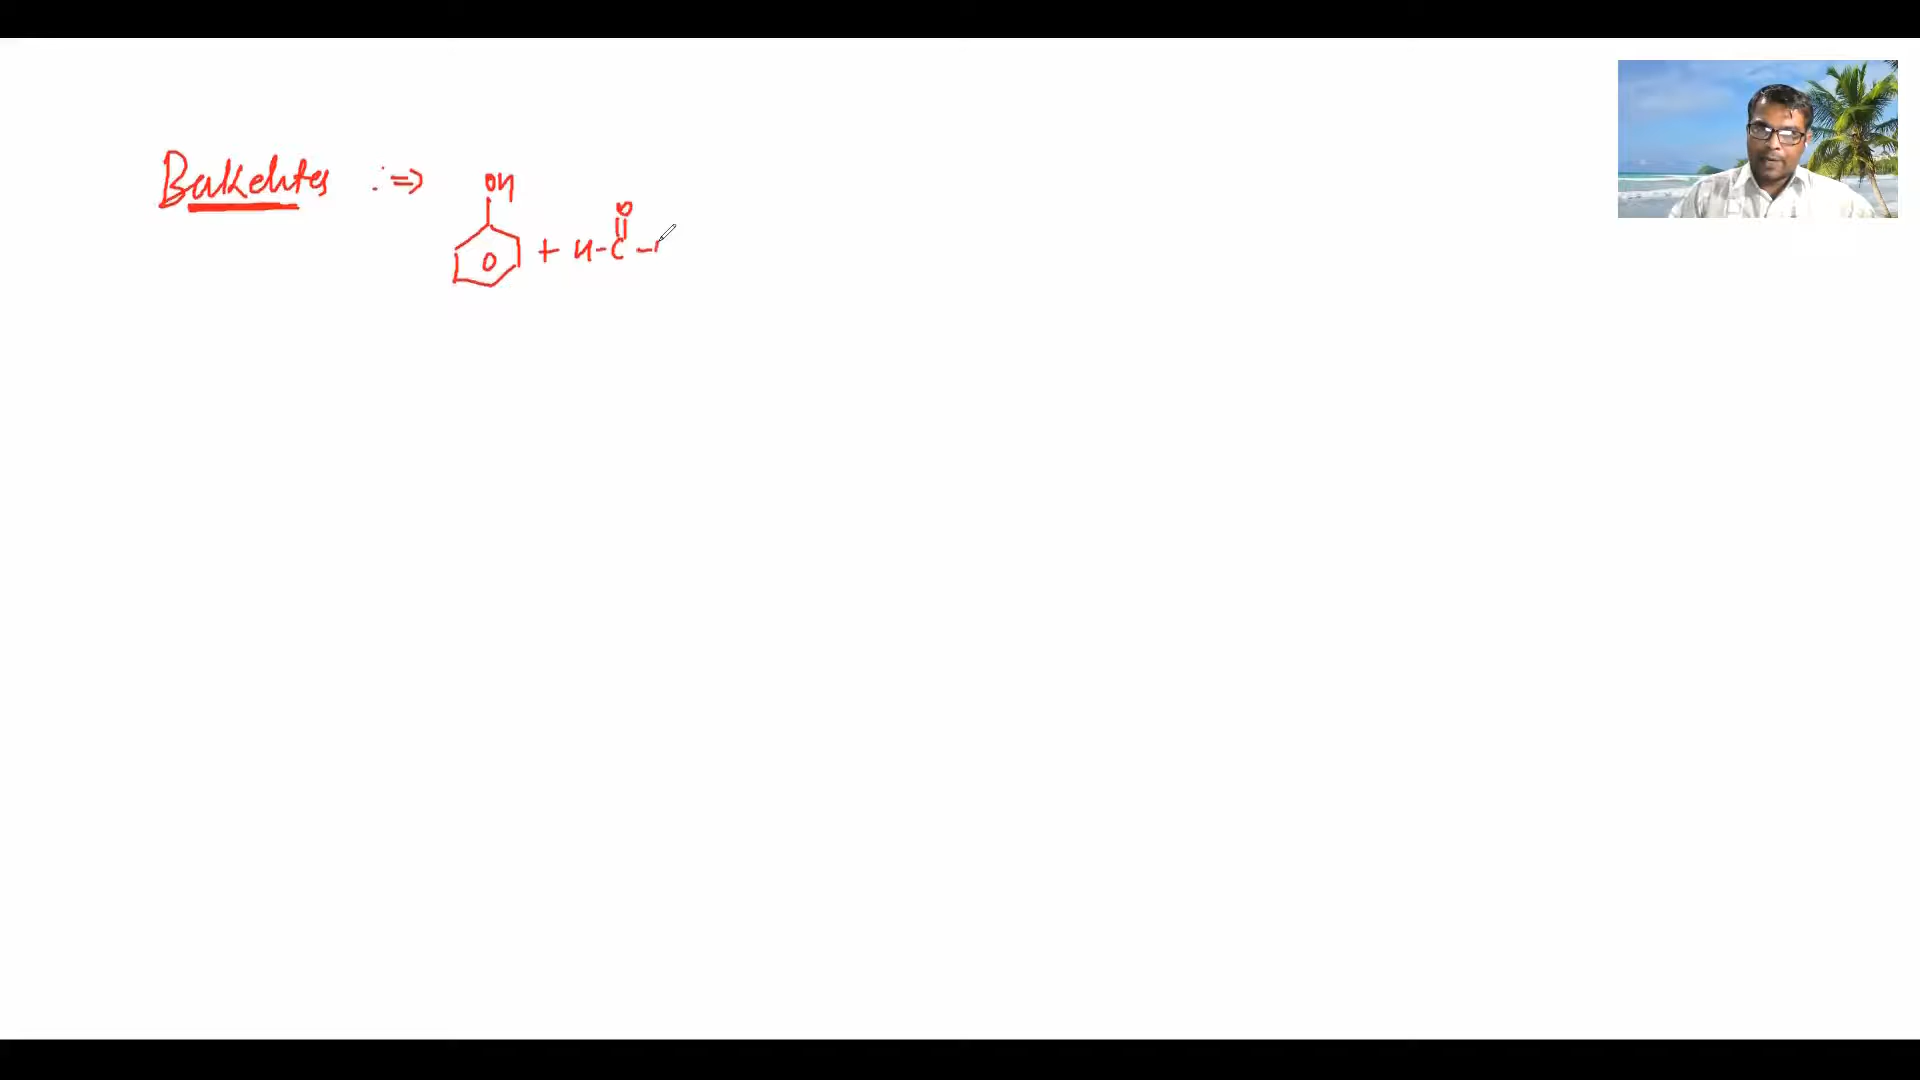 Bakelites :⇒
OH
O
+ H-C-